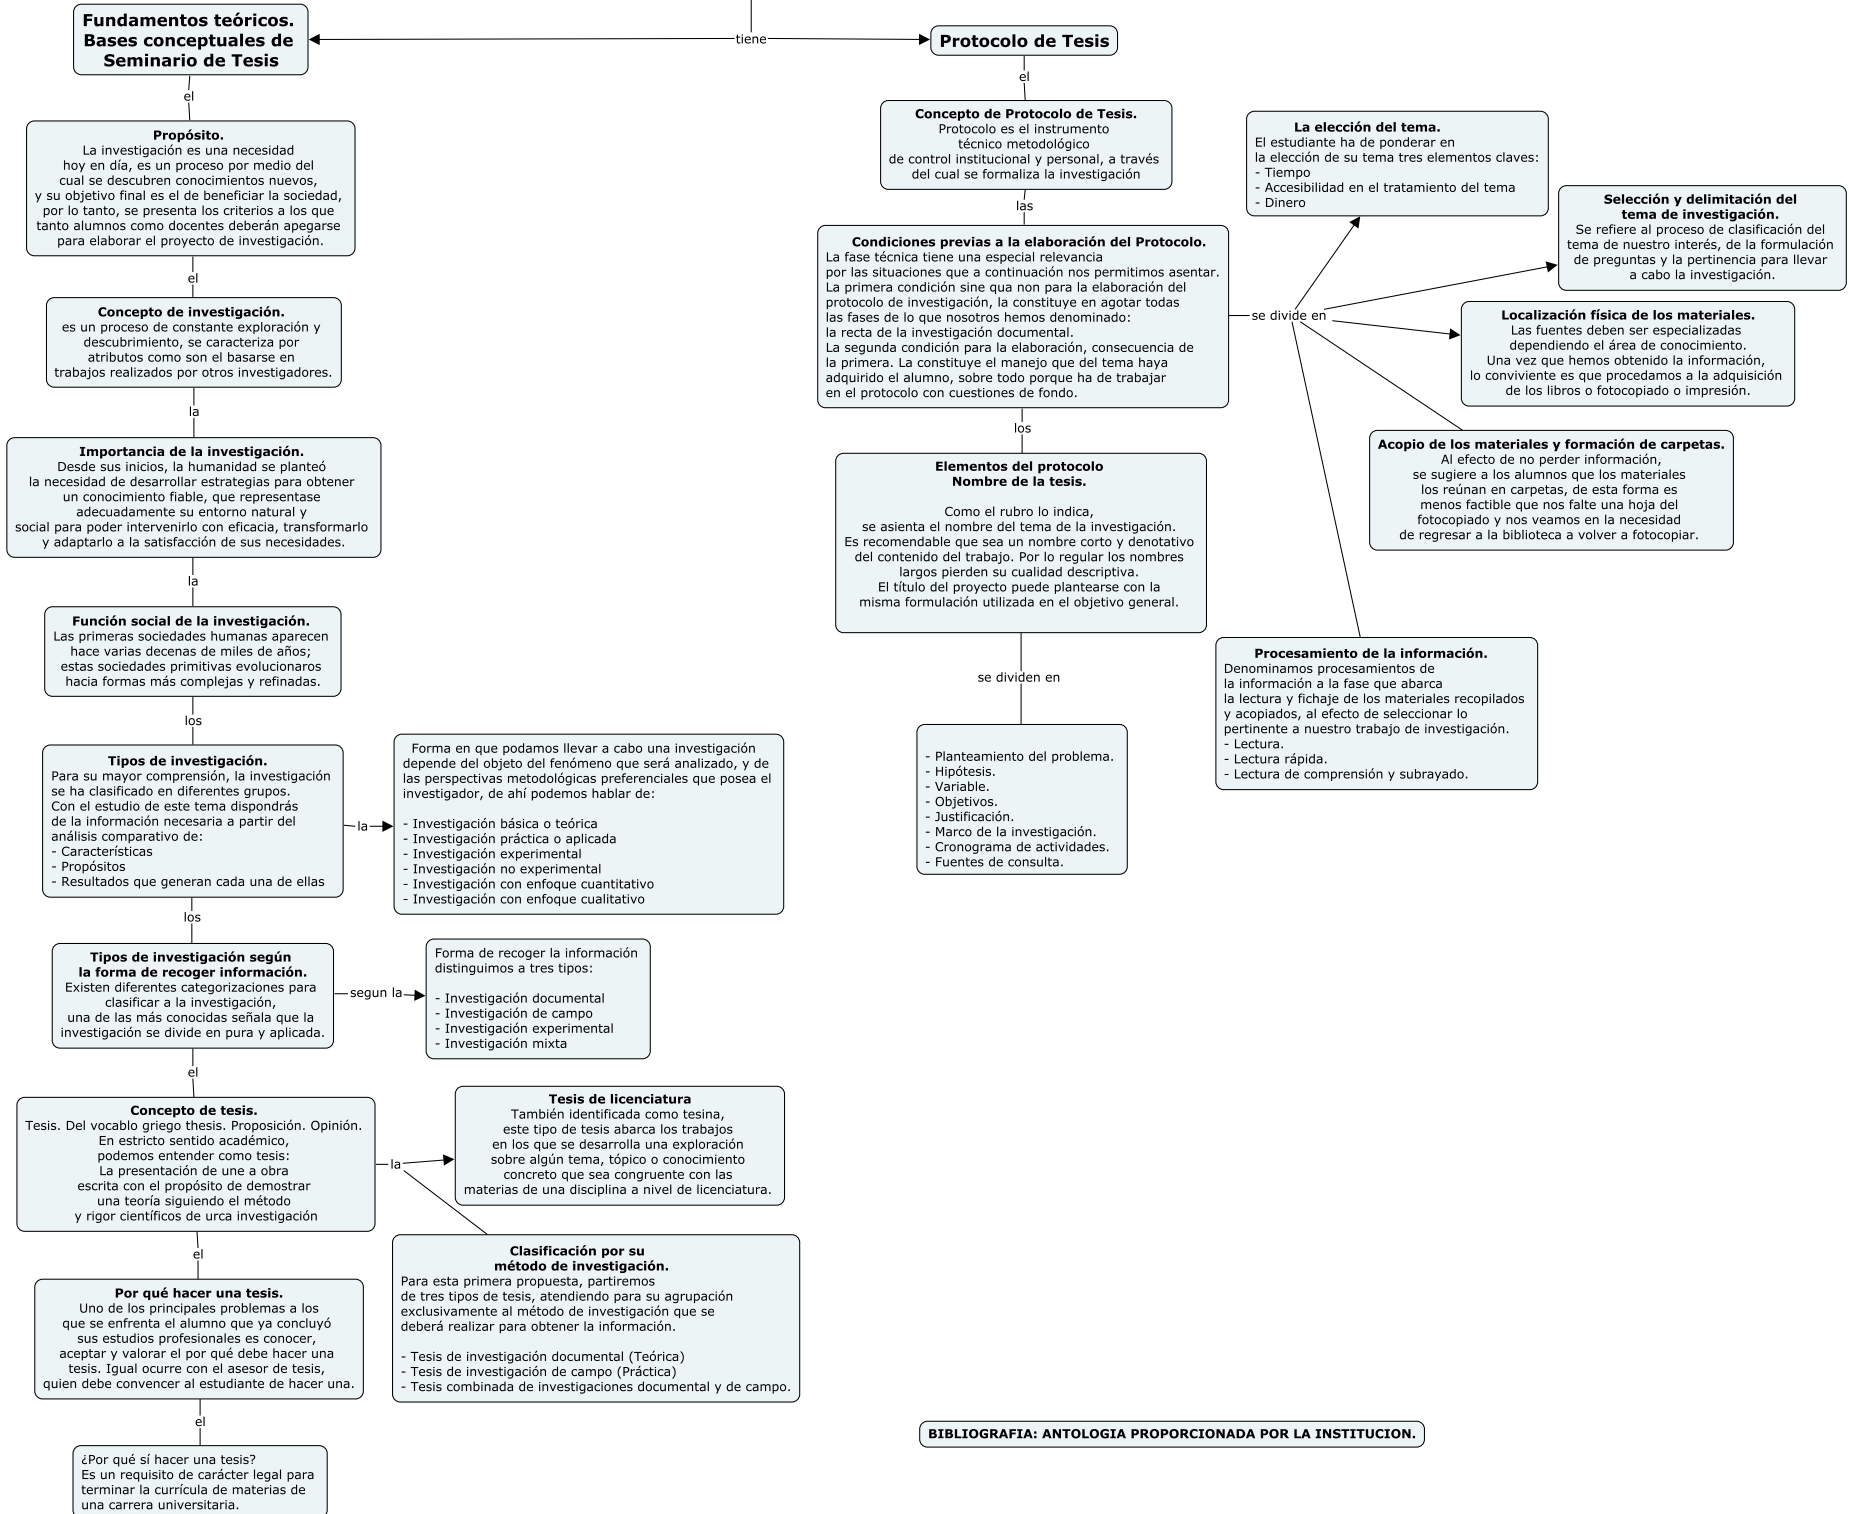 Fundamentos teóricos.
Bases conceptuales de
Seminario de Tesis
tiene
Protocolo de Tesis
el
Propósito.
La investigación es una necesidad
hoy en día, es un proceso por medio del
cual se descubren conocimientos nuevos,
y su objetivo final es el de beneficiar la sociedad,
por lo tanto, se presenta los criterios a los que
tanto alumnos como docentes deberán apegarse
para elaborar el proyecto de investigación.
el
Concepto de investigación.
es un proceso de constante exploración y
descubrimiento, se caracteriza por
atributos como son el basarse en
trabajos realizados por otros investigadores.
la
Importancia de la investigación.
Desde sus inicios, la humanidad se planteó
la necesidad de desarrollar estrategias para obtener
un conocimiento fiable, que representase
adecuadamente su entorno natural y
social para poder intervenirlo con eficacia, transformarlo
y adaptarlo a la satisfacción de sus necesidades.
la
Función social de la investigación.
Las primeras sociedades humanas aparecen
hace varias decenas de miles de años;
estas sociedades primitivas evolucionaros
hacia formas más complejas y refinadas.
los
Tipos de investigación.
Para su mayor comprensión, la investigación
se ha clasificado en diferentes grupos.
Con el estudio de este tema dispondrás
de la información necesaria a partir del
análisis comparativo de:
- Características
- Propósitos
- Resultados que generan cada una de ellas
la
Forma en que podamos llevar a cabo una investigación
depende del objeto del fenómeno que será analizado, y de
las perspectivas metodológicas preferenciales que posea el
investigador, de ahí podemos hablar de:
- Investigación básica o teórica
- Investigación práctica o aplicada
- Investigación experimental
- Investigación no experimental
- Investigación con enfoque cuantitativo
- Investigación con enfoque cualitativo
los
Tipos de investigación según
la forma de recoger información.
Existen diferentes categorizaciones para
clasificar a la investigación,
una de las más conocidas señala que la
investigación se divide en pura y aplicada.
segun la
Forma de recoger la información
distinguimos a tres tipos:
- Investigación documental
- Investigación de campo
- Investigación experimental
- Investigación mixta
el
Concepto de tesis.
Tesis. Del vocablo griego thesis. Proposición. Opinión.
En estricto sentido académico,
podemos entender como tesis:
La presentación de une a obra
escrita con el propósito de demostrar
una teoría siguiendo el método
y rigor científicos de urca investigación
la
Tesis de licenciatura
También identificada como tesina,
este tipo de tesis abarca los trabajos
en los que se desarrolla una exploración
sobre algún tema, tópico o conocimiento
concreto que sea congruente con las
materias de una disciplina a nivel de licenciatura.
Clasificación por su
método de investigación.
Para esta primera propuesta, partiremos
de tres tipos de tesis, atendiendo para su agrupación
exclusivamente al método de investigación que se
deberá realizar para obtener la información.
- Tesis de investigación documental (Teórica)
- Tesis de investigación de campo (Práctica)
- Tesis combinada de investigaciones documental y de campo.
el
Por qué hacer una tesis.
Uno de los principales problemas a los
que se enfrenta el alumno que ya concluyó
sus estudios profesionales es conocer,
aceptar y valorar el por qué debe hacer una
tesis. Igual ocurre con el asesor de tesis,
quien debe convencer al estudiante de hacer una.
el
¿Por qué sí hacer una tesis?
Es un requisito de carácter legal para
terminar la currícula de materias de
una carrera universitaria.
el
Concepto de Protocolo de Tesis.
Protocolo es el instrumento
técnico metodológico
de control institucional y personal, a través
del cual se formaliza la investigación
las
Condiciones previas a la elaboración del Protocolo.
La fase técnica tiene una especial relevancia
por las situaciones que a continuación nos permitimos asentar.
La primera condición sine qua non para la elaboración del
protocolo de investigación, la constituye en agotar todas
las fases de lo que nosotros hemos denominado:
la recta de la investigación documental.
La segunda condición para la elaboración, consecuencia de
la primera. La constituye el manejo que del tema haya
adquirido el alumno, sobre todo porque ha de trabajar
en el protocolo con cuestiones de fondo.
se divide en
La elección del tema.
El estudiante ha de ponderar en
la elección de su tema tres elementos claves:
- Tiempo
- Accesibilidad en el tratamiento del tema
- Dinero
Selección y delimitación del
tema de investigación.
Se refiere al proceso de clasificación del
tema de nuestro interés, de la formulación
de preguntas y la pertinencia para llevar
a cabo la investigación.
Localización física de los materiales.
Las fuentes deben ser especializadas
dependiendo el área de conocimiento.
Una vez que hemos obtenido la información,
lo conviviente es que procedamos a la adquisición
de los libros o fotocopiado o impresión.
Acopio de los materiales y formación de carpetas.
Al efecto de no perder información,
se sugiere a los alumnos que los materiales
los reúnan en carpetas, de esta forma es
menos factible que nos falte una hoja del
fotocopiado y nos veamos en la necesidad
de regresar a la biblioteca a volver a fotocopiar.
Procesamiento de la información.
Denominamos procesamientos de
la información a la fase que abarca
la lectura y fichaje de los materiales recopilados
y acopiados, al efecto de seleccionar lo
pertinente a nuestro trabajo de investigación.
- Lectura.
- Lectura rápida.
- Lectura de comprensión y subrayado.
los
Elementos del protocolo
Nombre de la tesis.
Como el rubro lo indica,
se asienta el nombre del tema de la investigación.
Es recomendable que sea un nombre corto y denotativo
del contenido del trabajo. Por lo regular los nombres
largos pierden su cualidad descriptiva.
El título del proyecto puede plantearse con la
misma formulación utilizada en el objetivo general.
se dividen en
- Planteamiento del problema.
- Hipótesis.
- Variable.
- Objetivos.
- Justificación.
- Marco de la investigación.
- Cronograma de actividades.
- Fuentes de consulta.
BIBLIOGRAFIA: ANTOLOGIA PROPORCIONADA POR LA INSTITUCION.